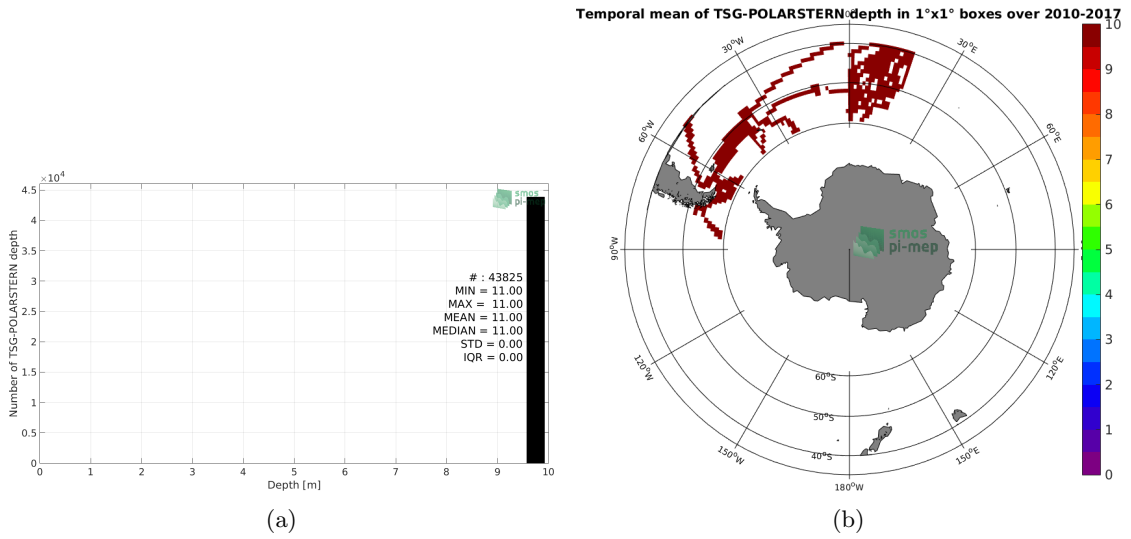 ×10⁴
4.5
4
3.5
3
2.5
2
1.5
1
0.5
0
Number of TSG-POLARSTERN depth
smos
pi-mep
# : 43825
MIN = 11.00
MAX = 11.00
MEAN = 11.00
MEDIAN = 11.00
STD = 0.00
IQR = 0.00
0 1 2 3 4 5 6 7 8 9 10
Depth [m]
(a)
Temporal mean of TSG-POLARSTERN depth in 1°x1° boxes over 2010-2017
30°W
30°E
60°W
60°E
90°W
120°W
120°E
150°W
150°E
180°W
60°S
50°S
40°S
smos
pi-mep
10
9
8
7
6
5
4
3
2
1
0
(b)